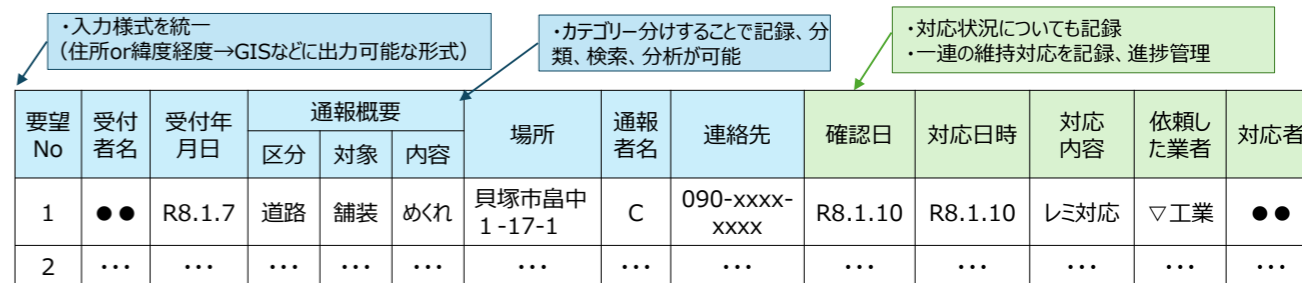 ・入力様式を統一
（住所or緯度経度→GISなどに出力可能な形式）
・カテゴリー分けすることで記録、分
類、検索、分析が可能
・対応状況についても記録
・一連の維持対応を記録、進捗管理
要望No 受付者名 受付年月日 通報概要 場所 通報者名 連絡先 確認日 対応日時 対応内容 依頼した業者 対応者
区分 対象 内容
1 ●● R8.1.7 道路 舗装 めくれ 貝塚市畠中1-17-1 C 090-xxxx-xxxx R8.1.10 R8.1.10 レミ対応 ▽工業 ●●
2 … … … … … … … … … … … … …